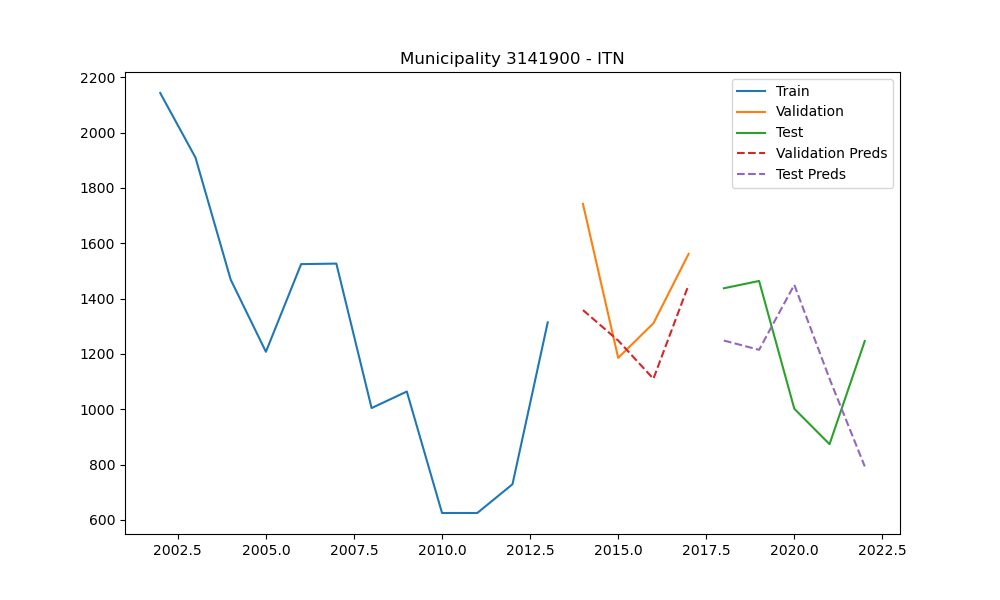 Municipality 3141900 - ITN
2200
2000
1800
1600
1400
1200
1000
800
600
Train
Validation
Test
Validation Preds
Test Preds
2002.5 2005.0 2007.5 2010.0 2012.5 2015.0 2017.5 2020.0 2022.5